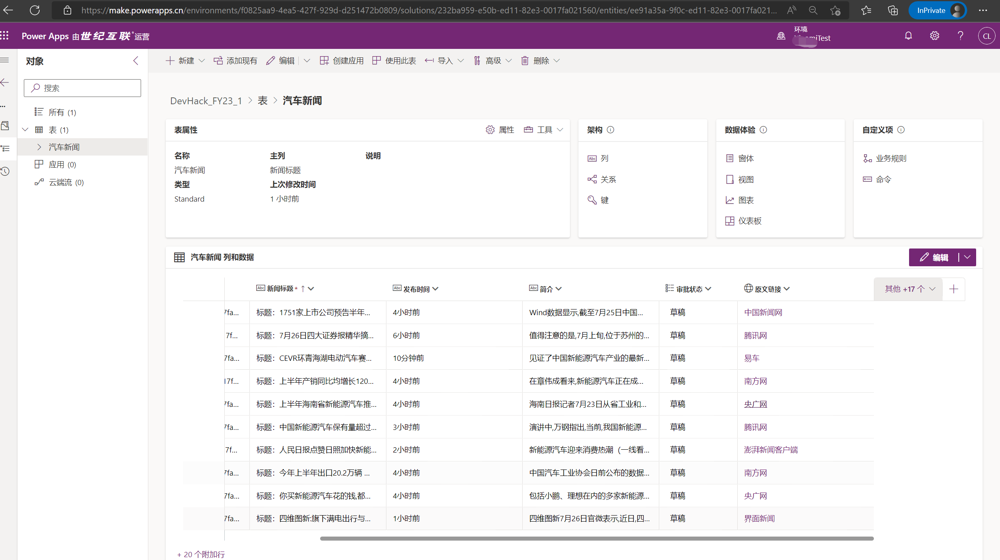 https://make.powerapps.cn/environments/f0825aa9-4ea5-427f-929d-d251472b0809/solutions/232ba959-e50b-ed11-82e3-0017fa021560/entities/ee91a35a-9f0c-ed11-82e3-0017fa021...
InPrivate
Power Apps 由世纪互联运营
环境
miTest
CL
对象
新建 添加现有 编辑 创建应用 使用此表 导入 高级 删除
搜索
所有 (1)
表 (1)
汽车新闻
应用 (0)
云端流 (0)
DevHack_FY23_1 > 表 > 汽车新闻
表属性 属性 工具
名称 主列 说明
汽车新闻 新闻标题
类型 上次修改时间
Standard 1 小时前
架构
列
关系
键
数据体验
窗体
视图
图表
仪表板
自定义项
业务规则
命令
汽车新闻 列和数据
编辑
Abc 新闻标题 * ↑ Abc 发布时间 Abc 简介 审批状态 原文链接 其他 +17 个
7fa... 标题：1751家上市公司预告半年... 4小时前 Wind数据显示,截至7月25日中国... 草稿 中国新闻网
7f... 标题：7月26日四大证券报精华摘... 6小时前 值得注意的是,7月上旬,位于苏州的... 草稿 腾讯网
7fa... 标题：CEVR环青海湖电动汽车赛... 10分钟前 见证了中国新能源汽车产业的最新... 草稿 易车
17f... 标题：上半年产销同比均增长120... 4小时前 在章伟成看来,新能源汽车正在成... 草稿 南方网
7fa... 标题：上半年海南省新能源汽车推... 4小时前 海南日报记者7月23日从省工业和... 草稿 央广网
7fa... 标题：中国新能源汽车保有量超过... 3小时前 演讲中,万钢指出,当前,我国新能源... 草稿 腾讯网
7f... 标题：人民日报点赞日照加快新能... 2小时前 新能源汽车迎来消费热潮（一线看... 草稿 澎湃新闻客户端
7fa... 标题：今年上半年出口20.2万辆 ... 4小时前 中国汽车工业协会日前公布的数据... 草稿 南方网
7fa... 标题：你买新能源汽车花的钱,都... 4小时前 包括小鹏、理想在内的多家新能源... 草稿 央广网
7fa... 标题：四维图新:旗下满电出行与... 1小时前 四维图新7月26日官微表示,近日,四... 草稿 界面新闻
+ 20 个附加行